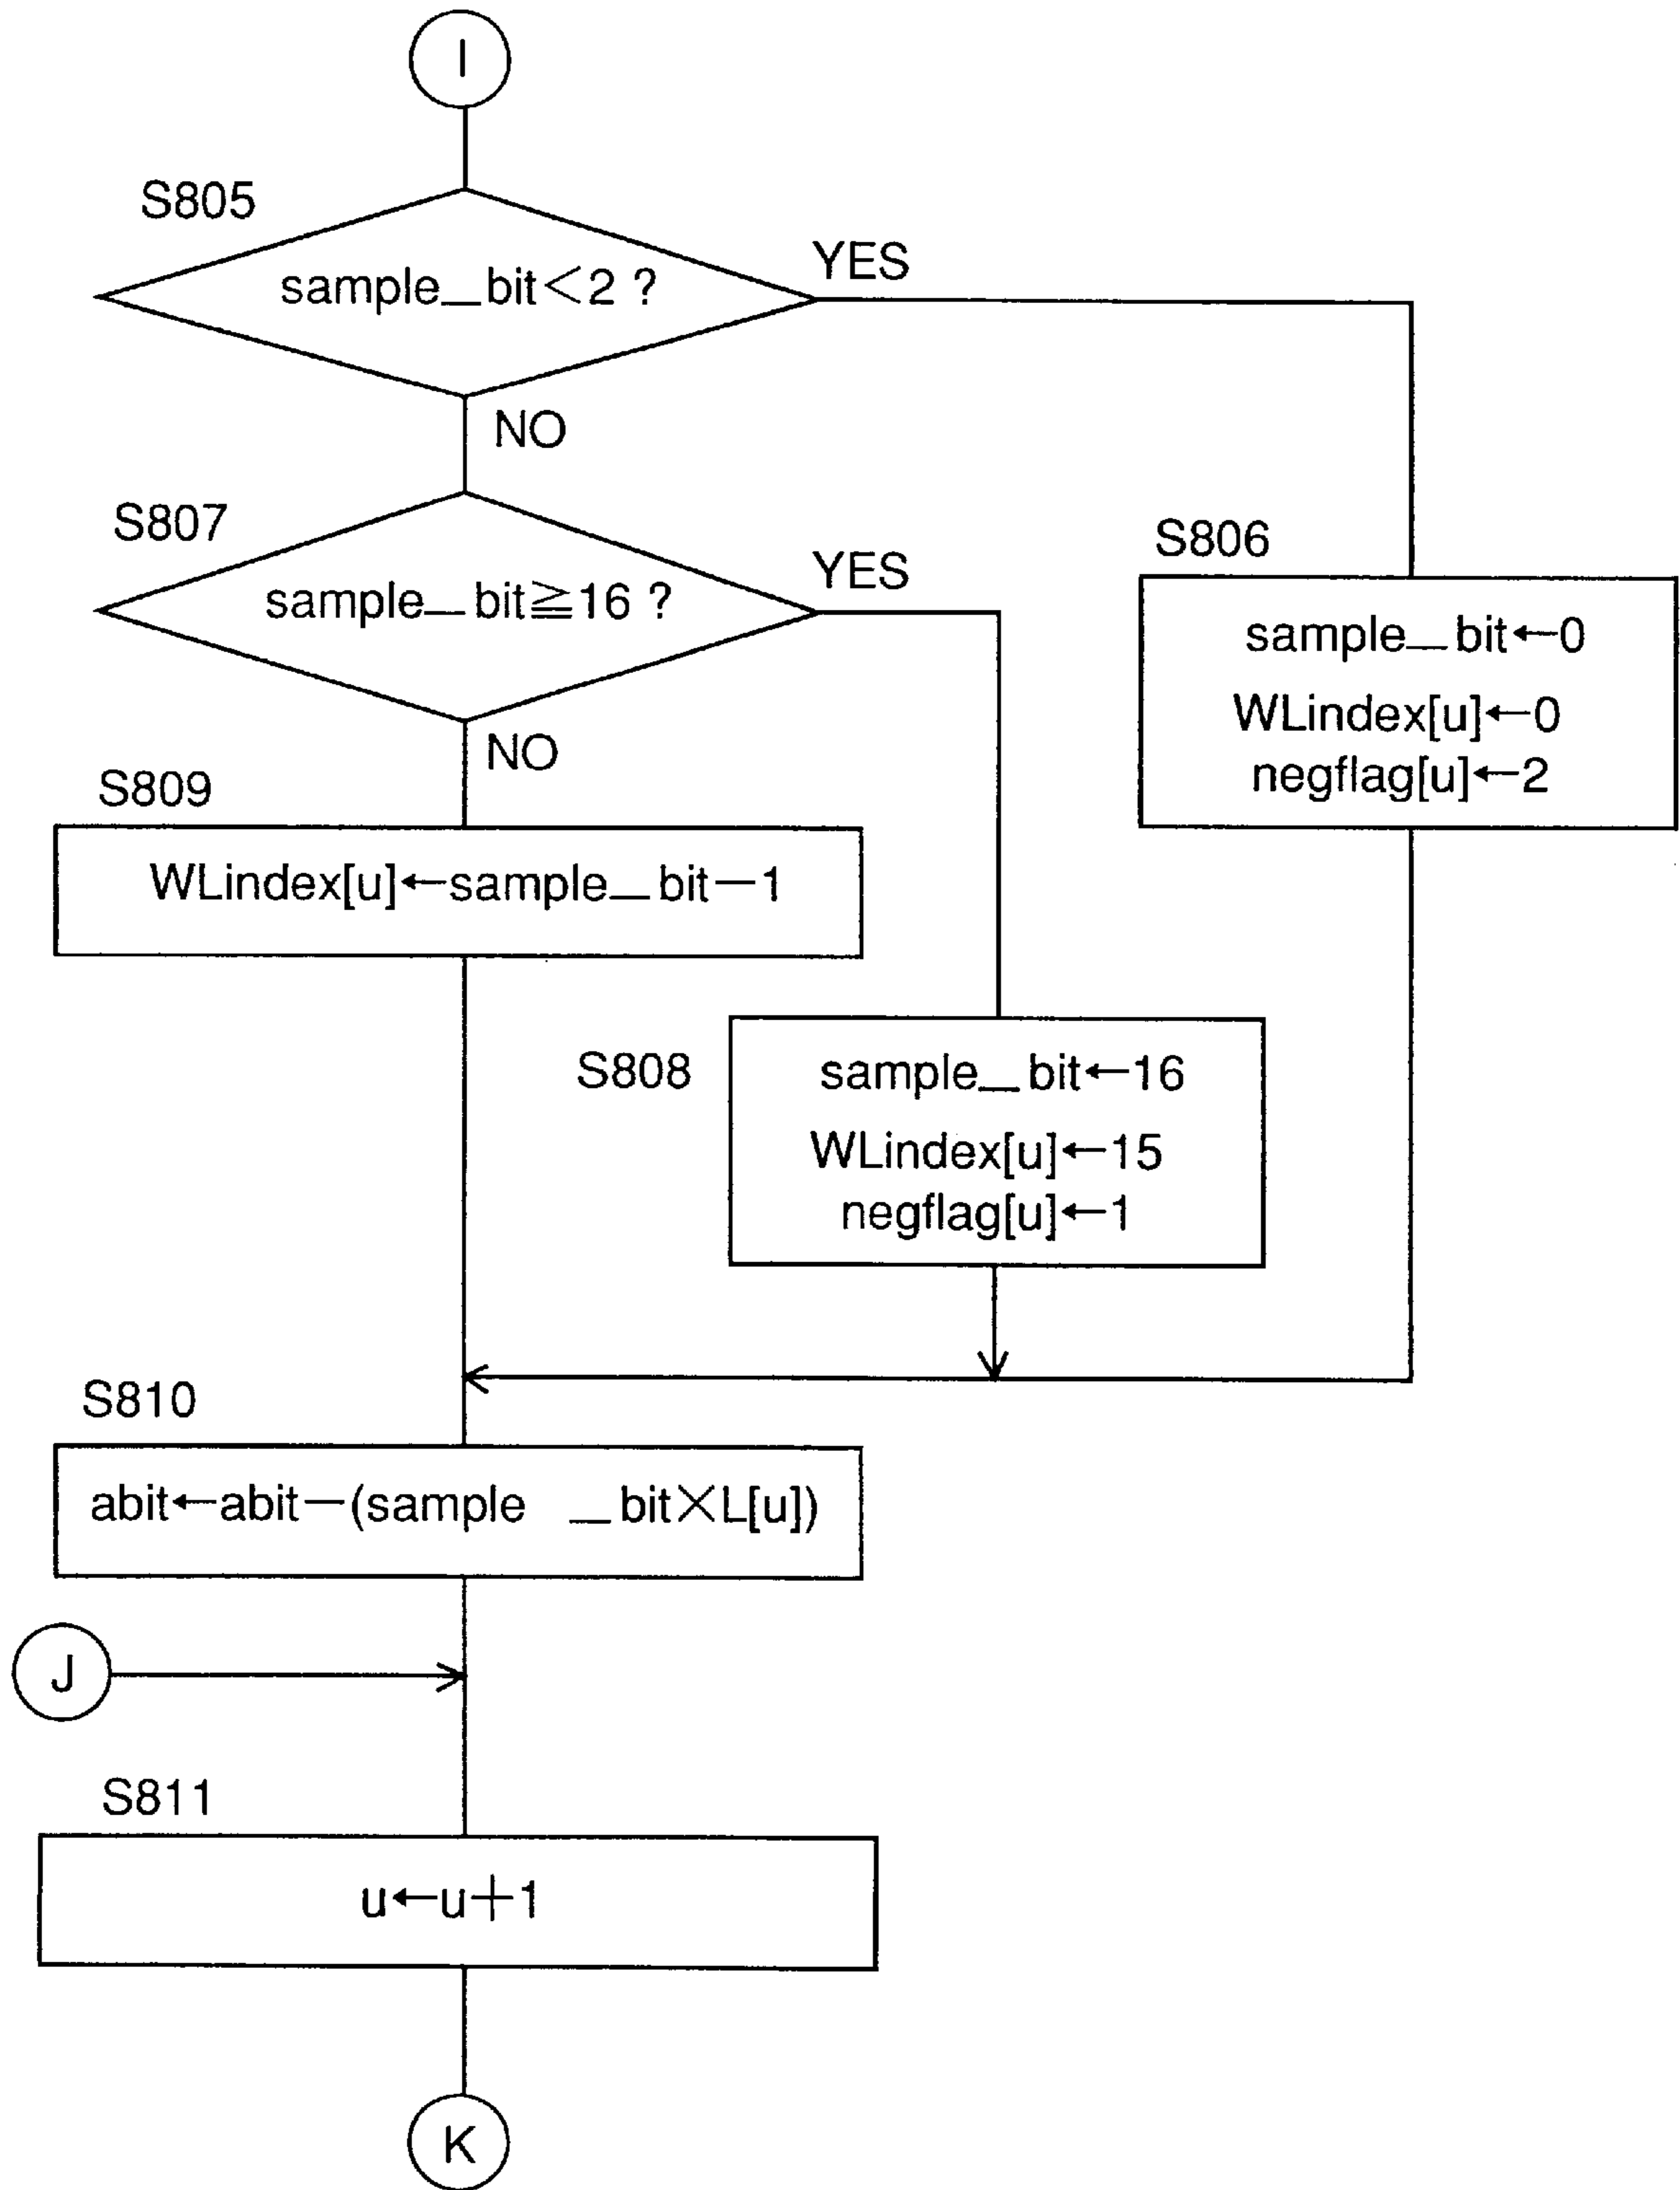 I
S805
sample_bit<2 ?
YES
NO
S807
sample_bit≧16 ?
YES
NO
S806
sample_bit←0
WLindex[u]←0
negflag[u]←2
S809
WLindex[u]←sample_bit−1
S808
sample_bit←16
WLindex[u]←15
negflag[u]←1
S810
abit←abit−(sample _bit×L[u])
J
S811
u←u+1
K